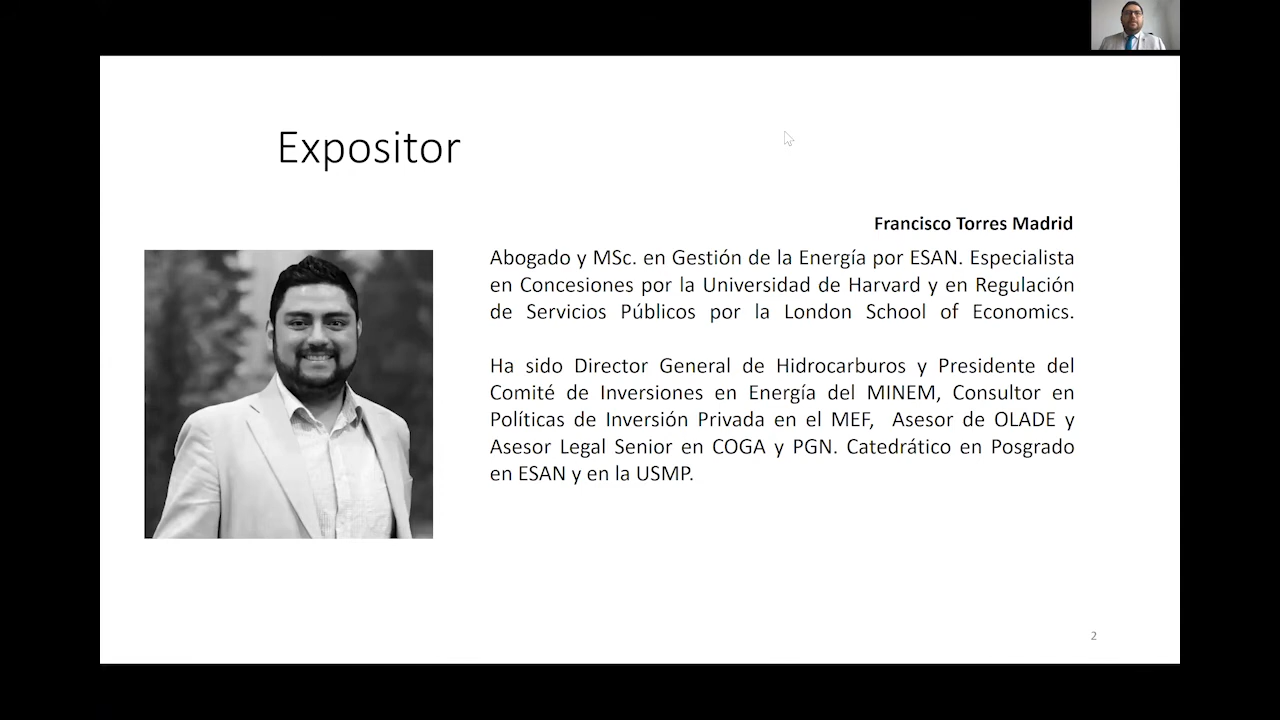 Expositor
Francisco Torres Madrid
Abogado y MSc. en Gestión de la Energía por ESAN. Especialista
en Concesiones por la Universidad de Harvard y en Regulación
de Servicios Públicos por la London School of Economics.
Ha sido Director General de Hidrocarburos y Presidente del
Comité de Inversiones en Energía del MINEM, Consultor en
Políticas de Inversión Privada en el MEF,  Asesor de OLADE y
Asesor Legal Senior en COGA y PGN. Catedrático en Posgrado
en ESAN y en la USMP.
2